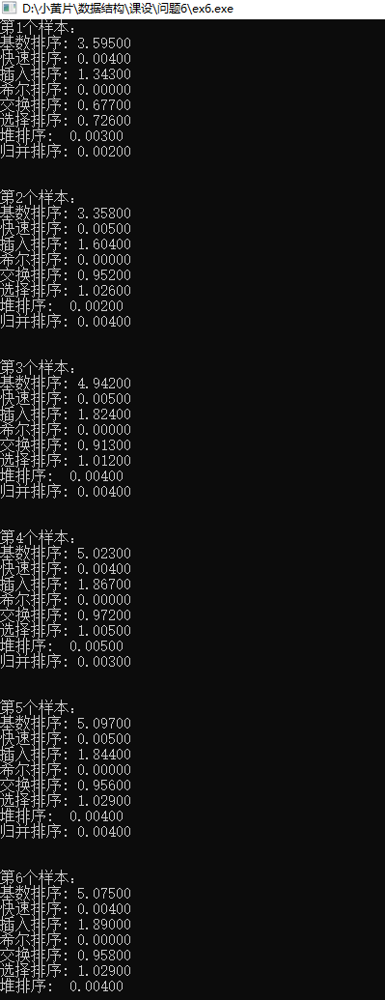 D:\小黄片\数据结构\课设\问题6\ex6.exe
第1个样本:
基数排序: 3.59500
快速排序: 0.00400
插入排序: 1.34300
希尔排序: 0.00000
交换排序: 0.67700
选择排序: 0.72600
堆排序:  0.00300
归并排序: 0.00200
第2个样本:
基数排序: 3.35800
快速排序: 0.00500
插入排序: 1.60400
希尔排序: 0.00000
交换排序: 0.95200
选择排序: 1.02600
堆排序:  0.00200
归并排序: 0.00400
第3个样本:
基数排序: 4.94200
快速排序: 0.00500
插入排序: 1.82400
希尔排序: 0.00000
交换排序: 0.91300
选择排序: 1.01200
堆排序:  0.00400
归并排序: 0.00400
第4个样本:
基数排序: 5.02300
快速排序: 0.00400
插入排序: 1.86700
希尔排序: 0.00000
交换排序: 0.97200
选择排序: 1.00500
堆排序:  0.00500
归并排序: 0.00300
第5个样本:
基数排序: 5.09700
快速排序: 0.00500
插入排序: 1.84400
希尔排序: 0.00000
交换排序: 0.95600
选择排序: 1.02900
堆排序:  0.00400
归并排序: 0.00400
第6个样本:
基数排序: 5.07500
快速排序: 0.00400
插入排序: 1.89000
希尔排序: 0.00000
交换排序: 0.95800
选择排序: 1.02900
堆排序:  0.00400